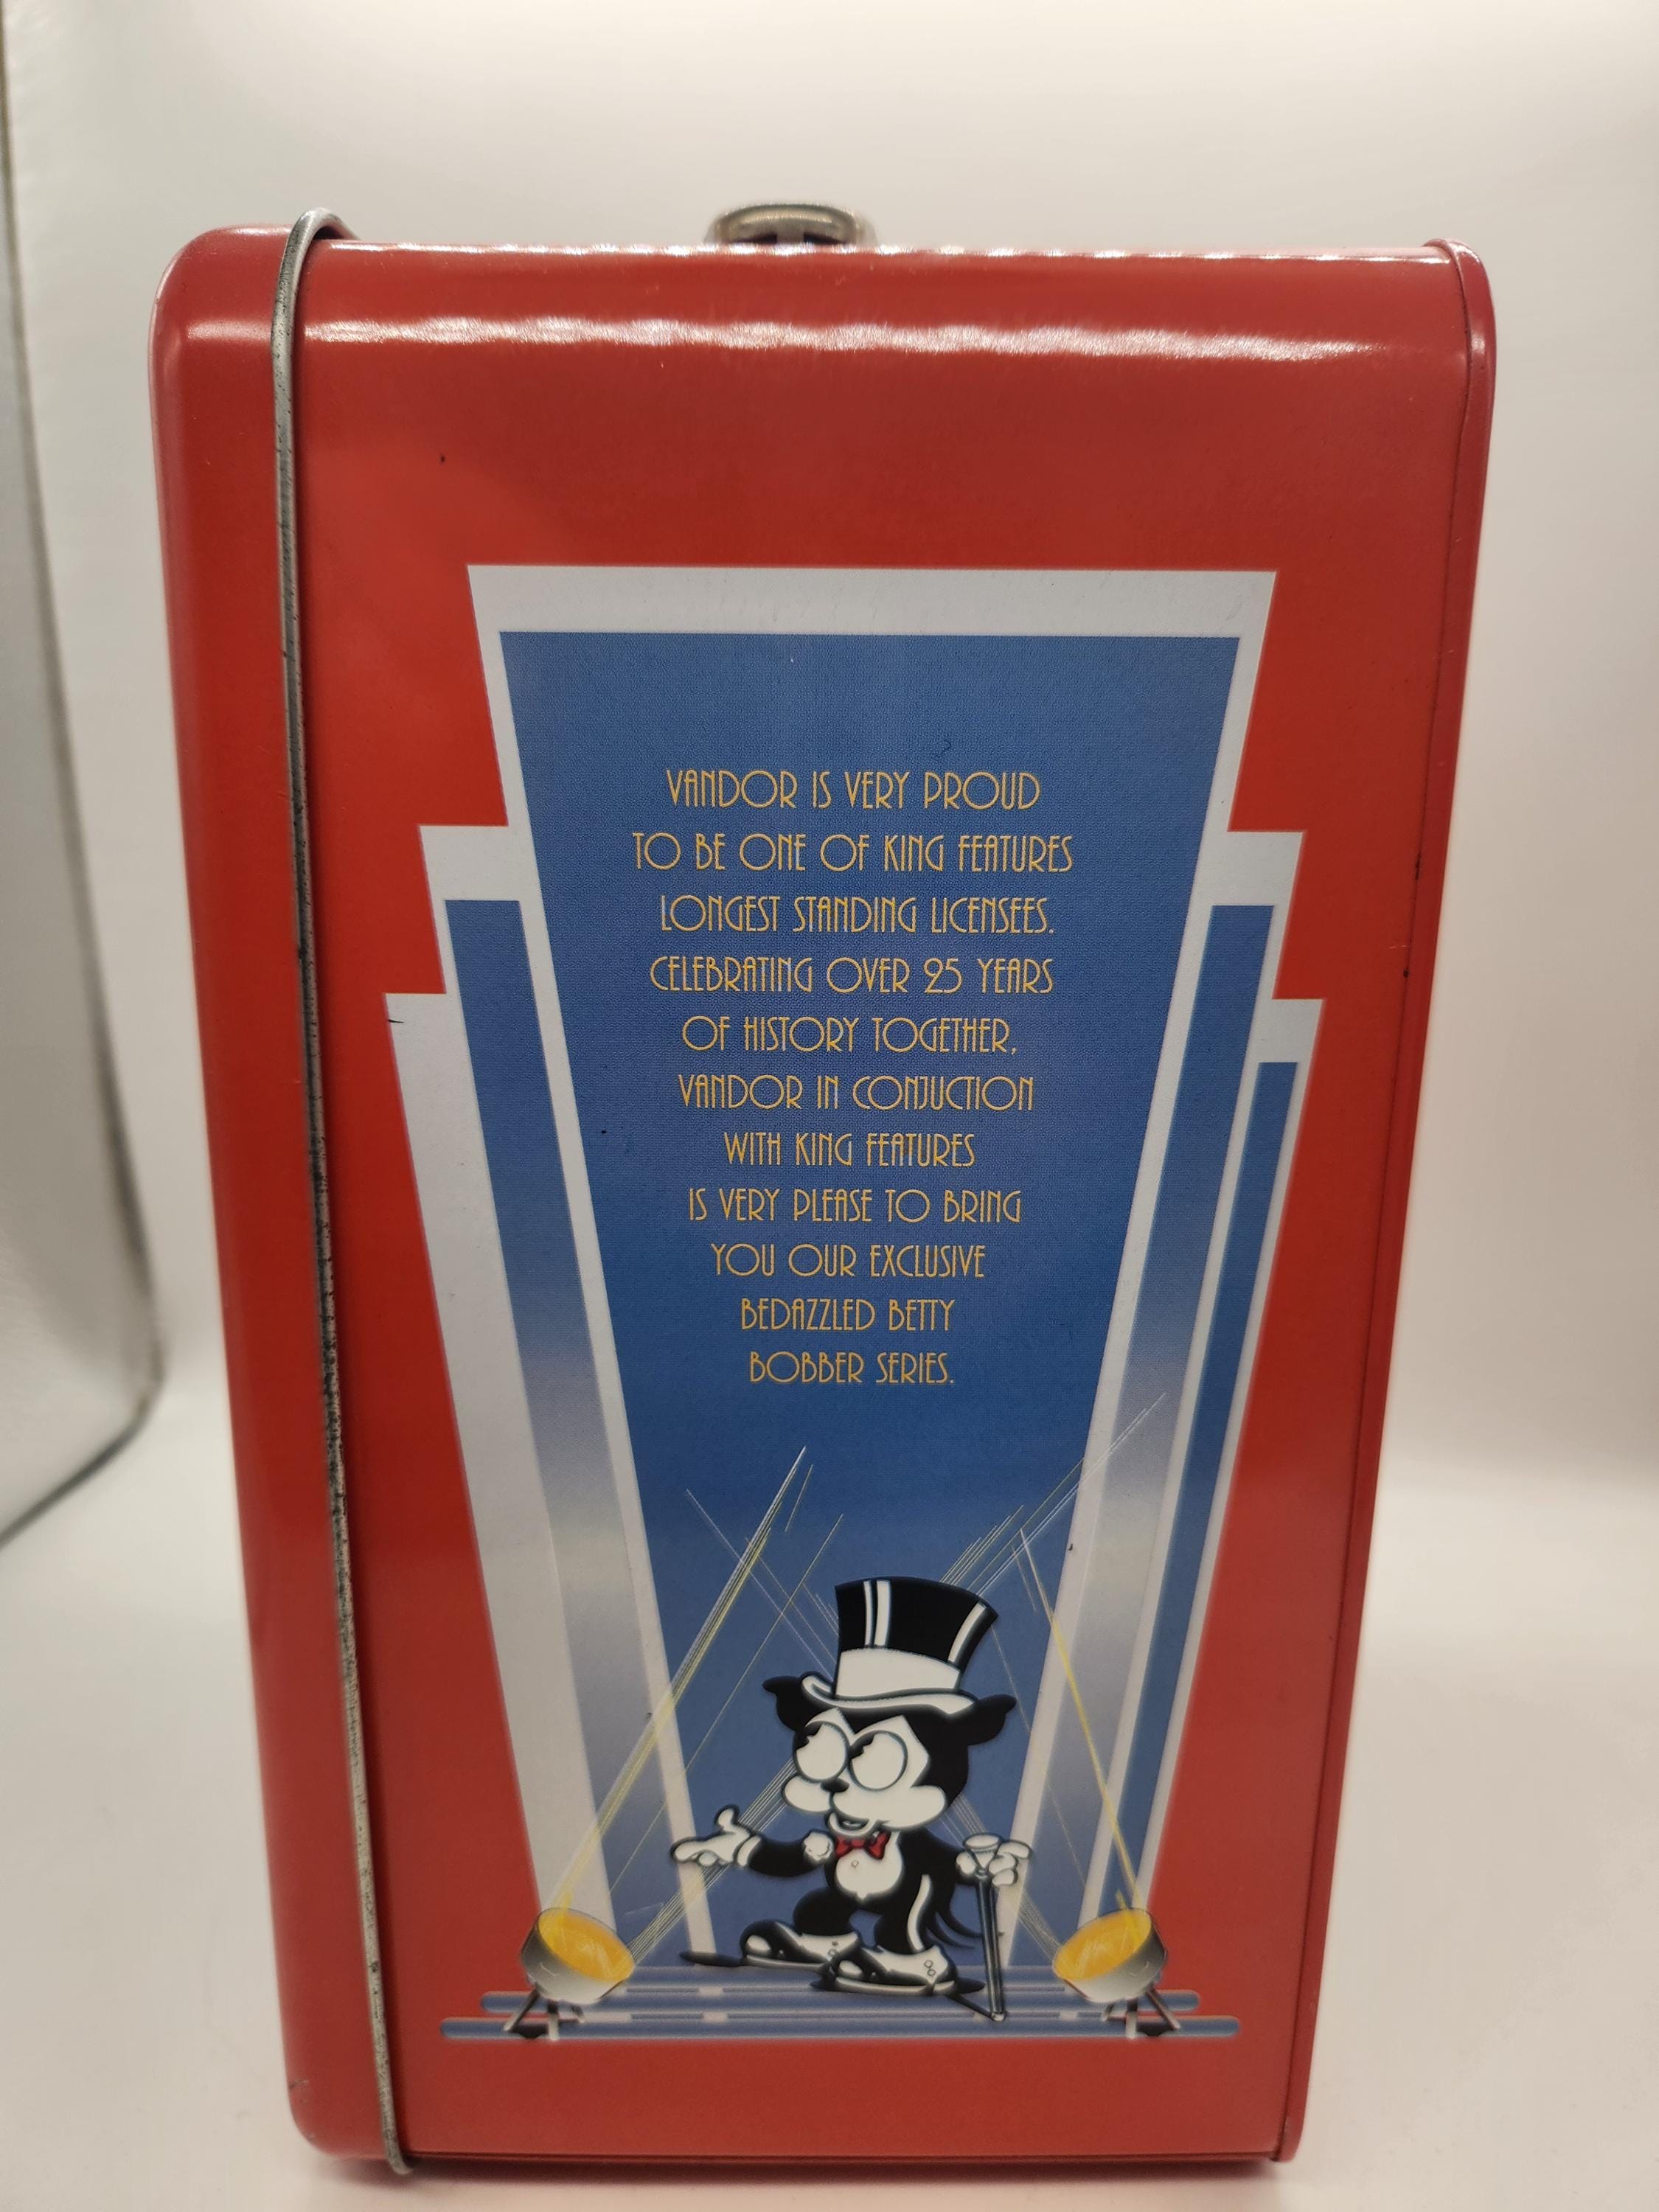 VANDOR IS VERY PROUD
TO BE ONE OF KING FEATURES
LONGEST STANDING LICENSEES.
CELEBRATING OVER 25 YEARS
OF HISTORY TOGETHER,
VANDOR IN CONJUCTION
WITH KING FEATURES
IS VERY PLEASE TO BRING
YOU OUR EXCLUSIVE
BEDAZZLED BETTY
BOBBER SERIES.